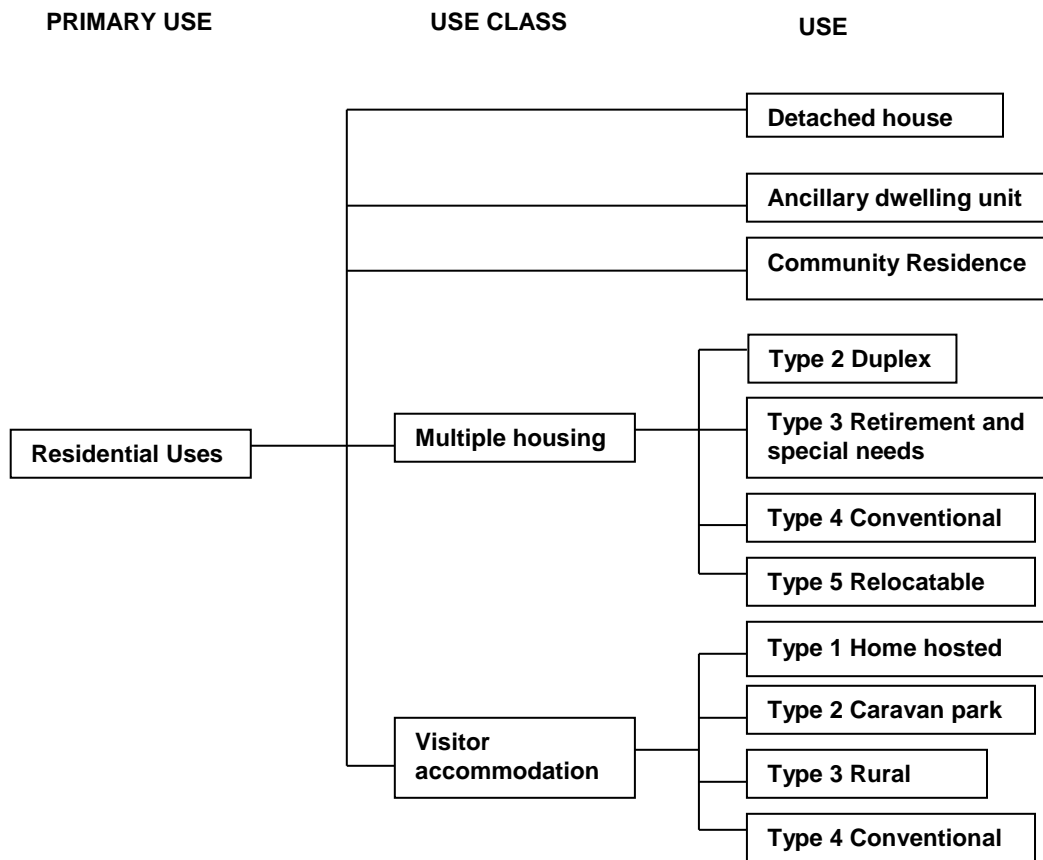 PRIMARY USE
USE CLASS
USE
Detached house
Ancillary dwelling unit
Community Residence
Type 2 Duplex
Residential Uses
Multiple housing
Type 3 Retirement and
special needs
Type 4 Conventional
Type 5 Relocatable
Type 1 Home hosted
Type 2 Caravan park
Visitor
accommodation
Type 3 Rural
Type 4 Conventional